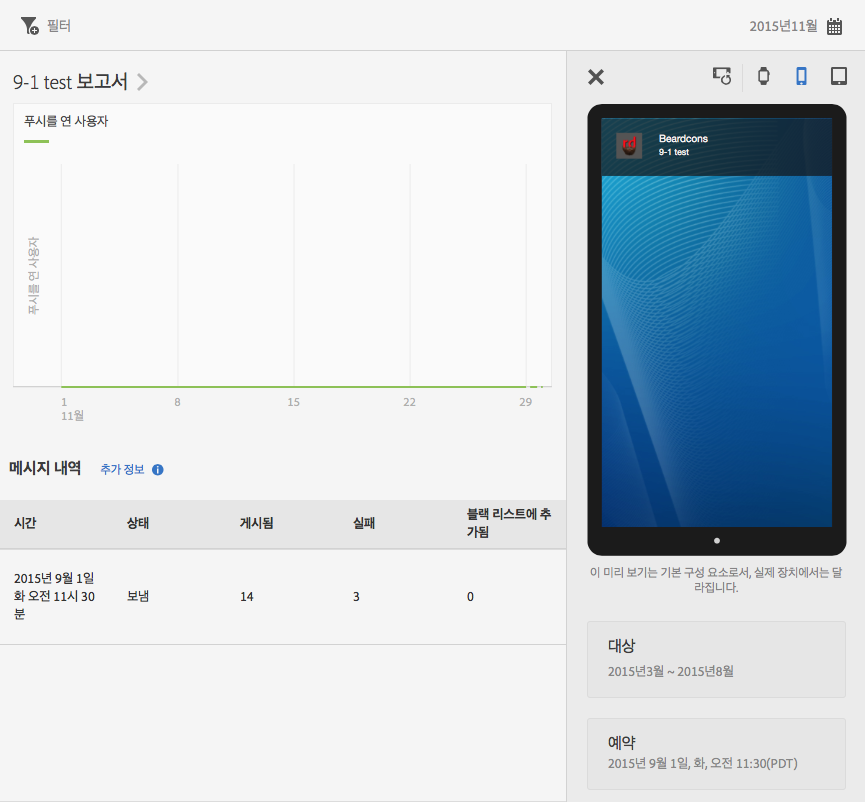 필터
2015년11월
9-1 test 보고서
푸시를 연 사용자
푸시를 연 사용자
1 8 15 22 29
11월
메시지 내역 추가 정보
시간 상태 게시됨 실패 블랙 리스트에 추
가됨
2015년 9월 1일
화 오전 11시 30
분
보냄 14 3 0
Beardcons
9-1 test
이 미리 보기는 기본 구성 요소로서, 실제 장치에서는 달
라집니다.
대상
2015년3월 ~ 2015년8월
예약
2015년 9월 1일, 화, 오전 11:30(PDT)